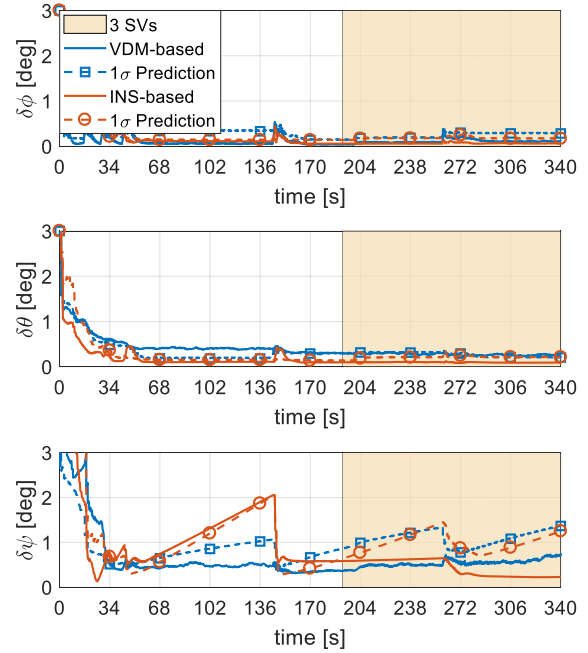 3 SVs
VDM-based
1σ Prediction
INS-based
1σ Prediction
δϕ [deg]
3
2
1
0
0 34 68 102 136 170 204 238 272 306 340
time [s]
δθ [deg]
3
2
1
0
0 34 68 102 136 170 204 238 272 306 340
time [s]
δψ [deg]
3
2
1
0
0 34 68 102 136 170 204 238 272 306 340
time [s]